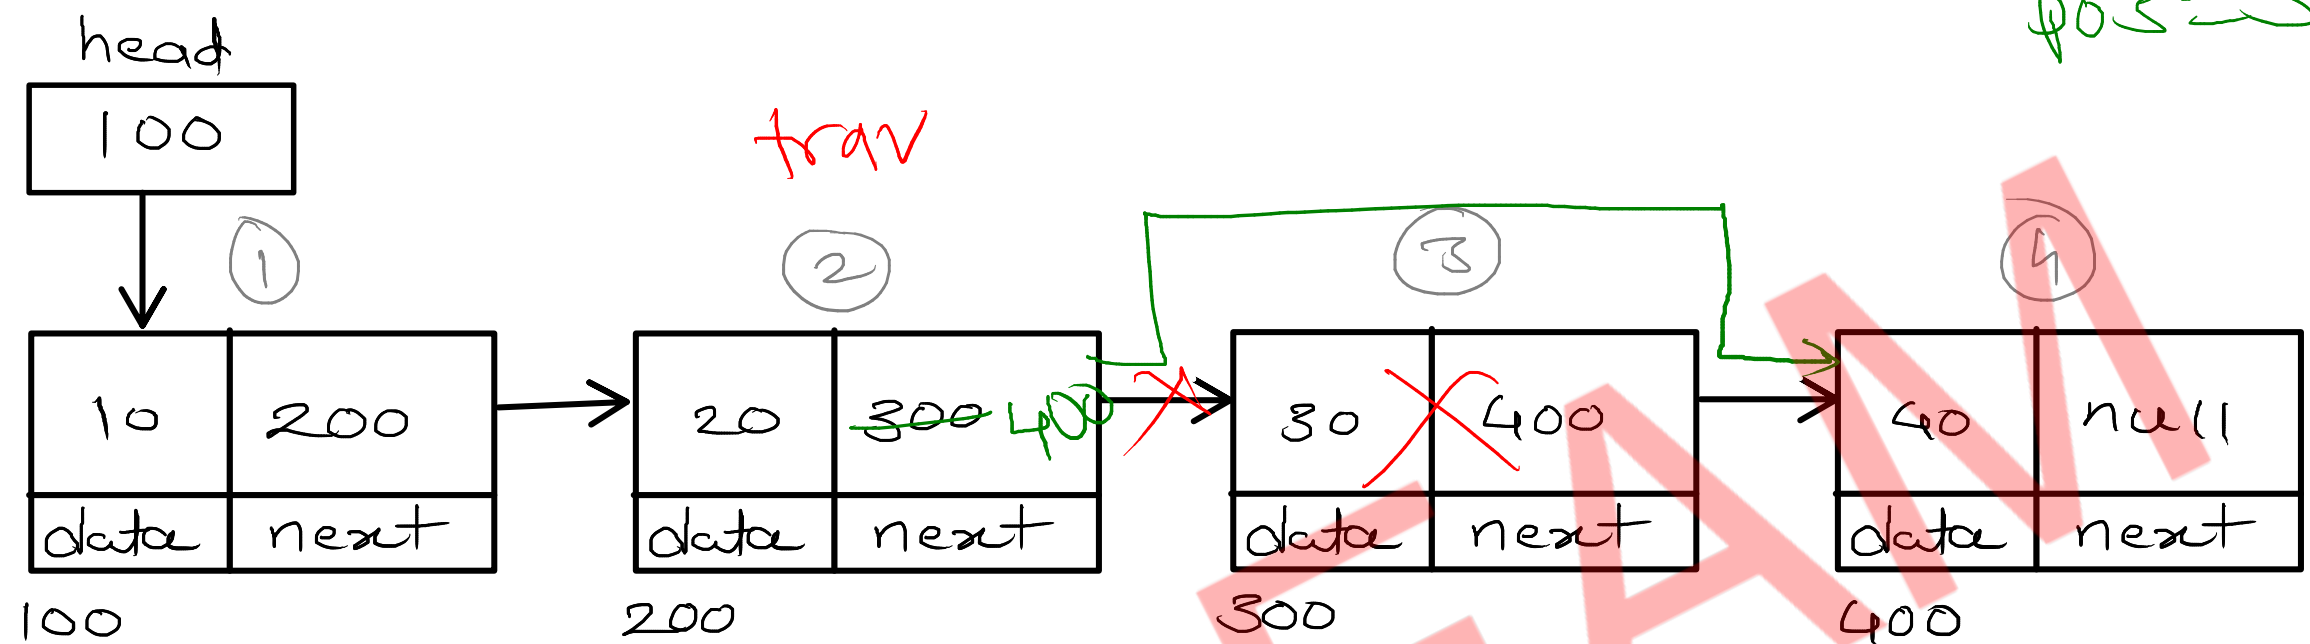 head
pos =
100
trav
1 2 3 4
10 200 20 300 400 30 400 40 null
data next data next data next data next
100 200 300 400